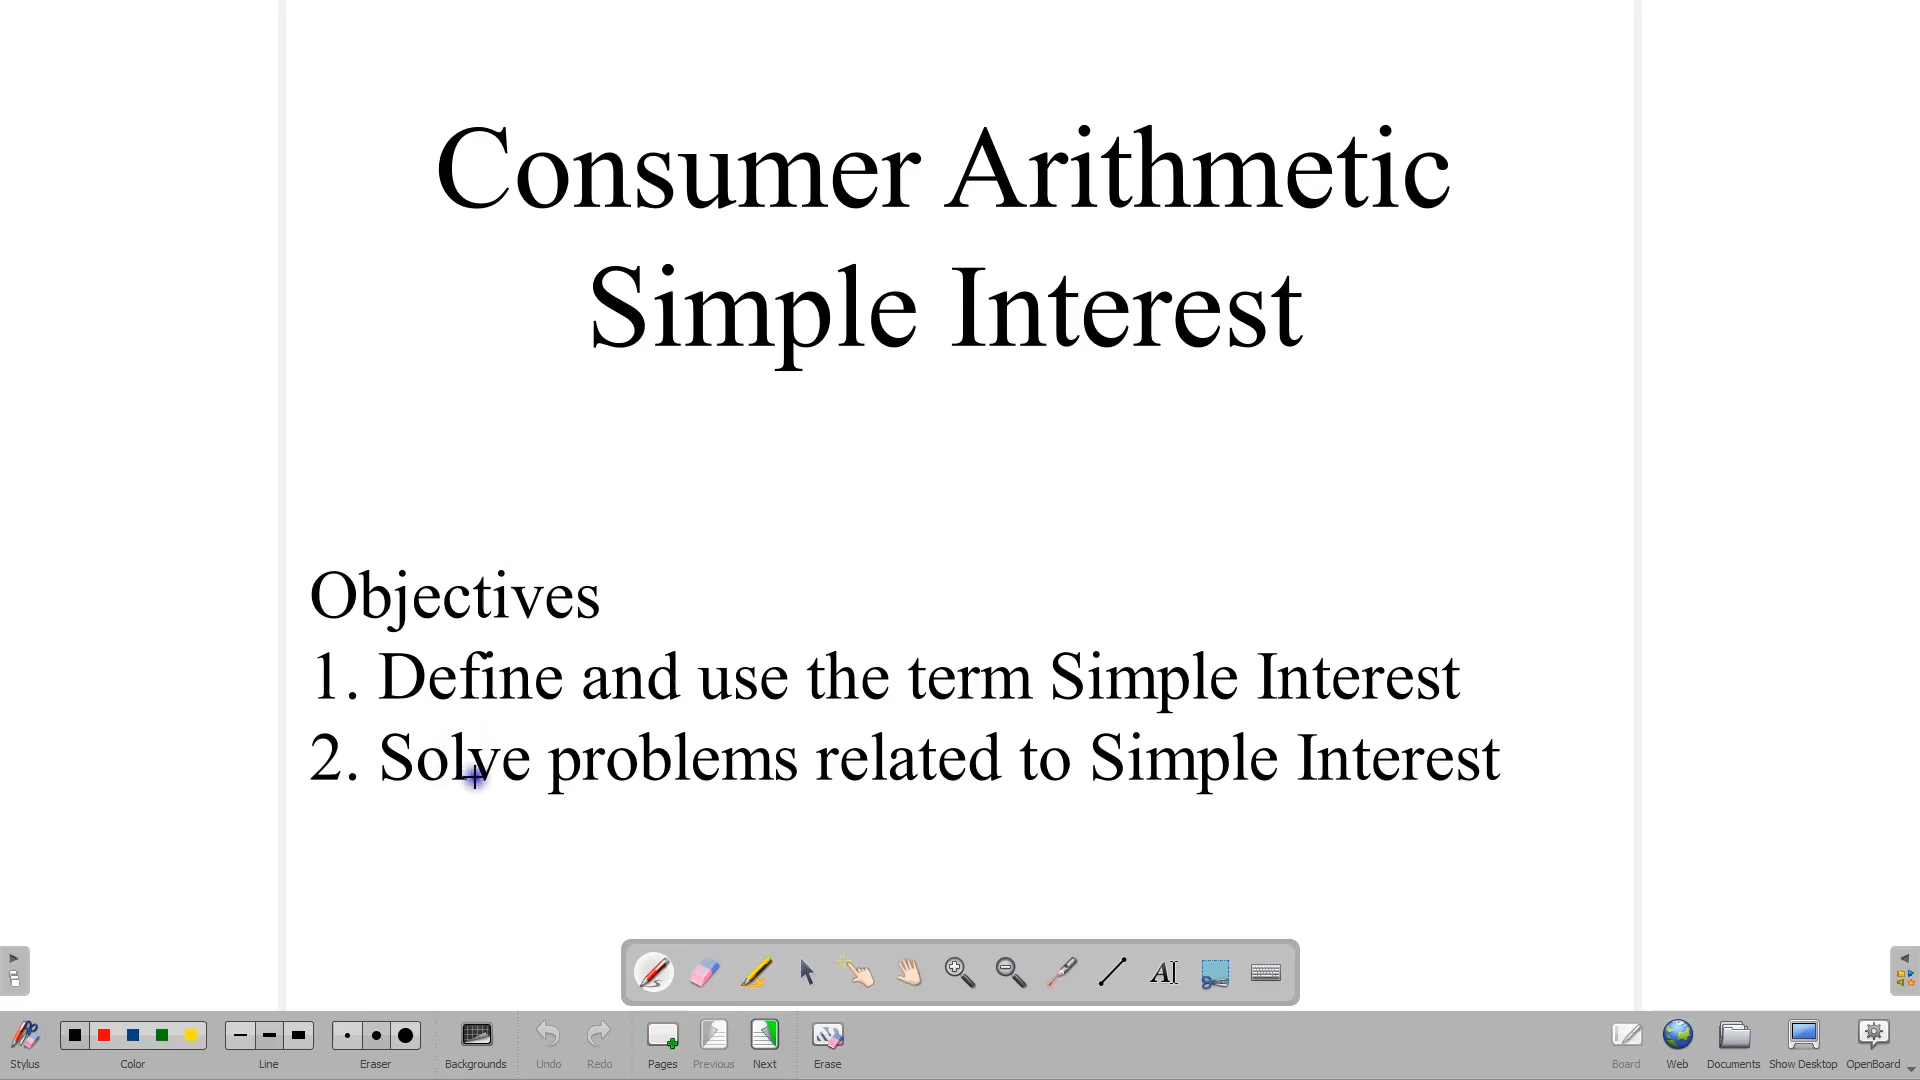 Consumer Arithmetic
Simple Interest
Objectives
1. Define and use the term Simple Interest
2. Solve problems related to Simple Interest
AI
Stylus
Color
Line
Eraser
Backgrounds
Undo
Redo
Pages
Previous
Next
Erase
Board
Web
Documents
Show Desktop
OpenBoard